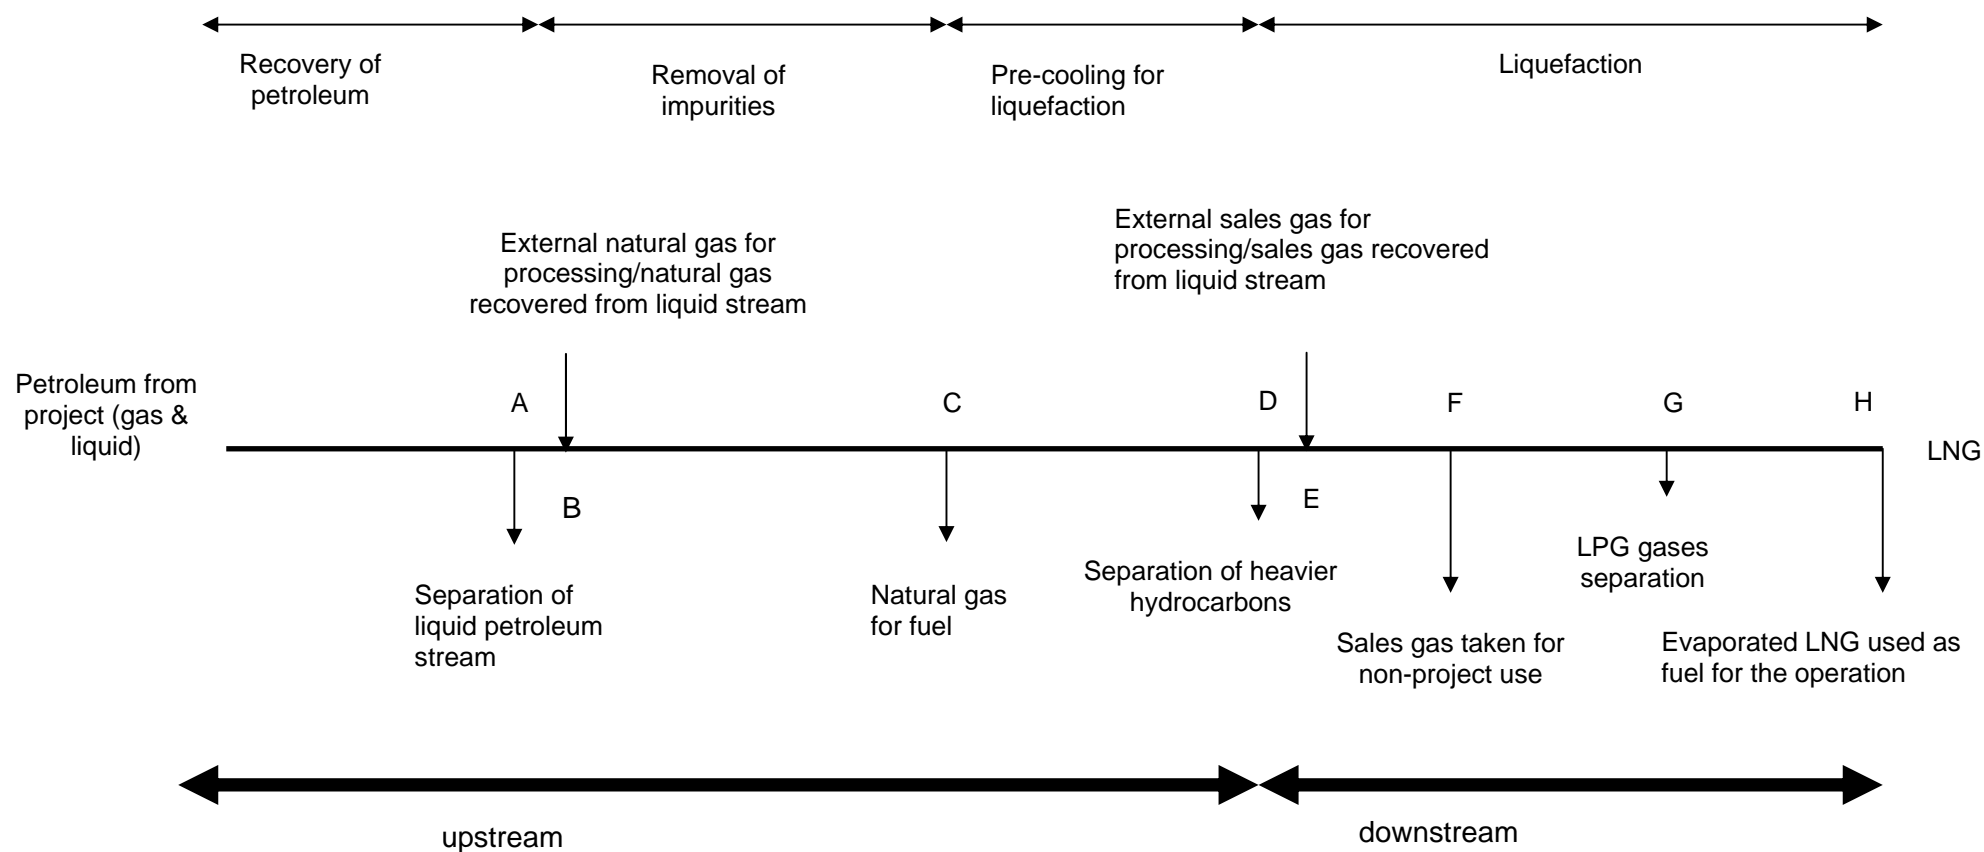 Recovery of
petroleum
Removal of
impurities
Pre-cooling for
liquefaction
Liquefaction
External natural gas for
processing/natural gas
recovered from liquid stream
External sales gas for
processing/sales gas recovered
from liquid stream
Petroleum from
project (gas &
liquid)
A
C
D
F
G
H
LNG
B
E
Separation of
liquid petroleum
stream
Natural gas
for fuel
Separation of heavier
hydrocarbons
Sales gas taken for
non-project use
LPG gases
separation
Evaporated LNG used as
fuel for the operation
upstream
downstream